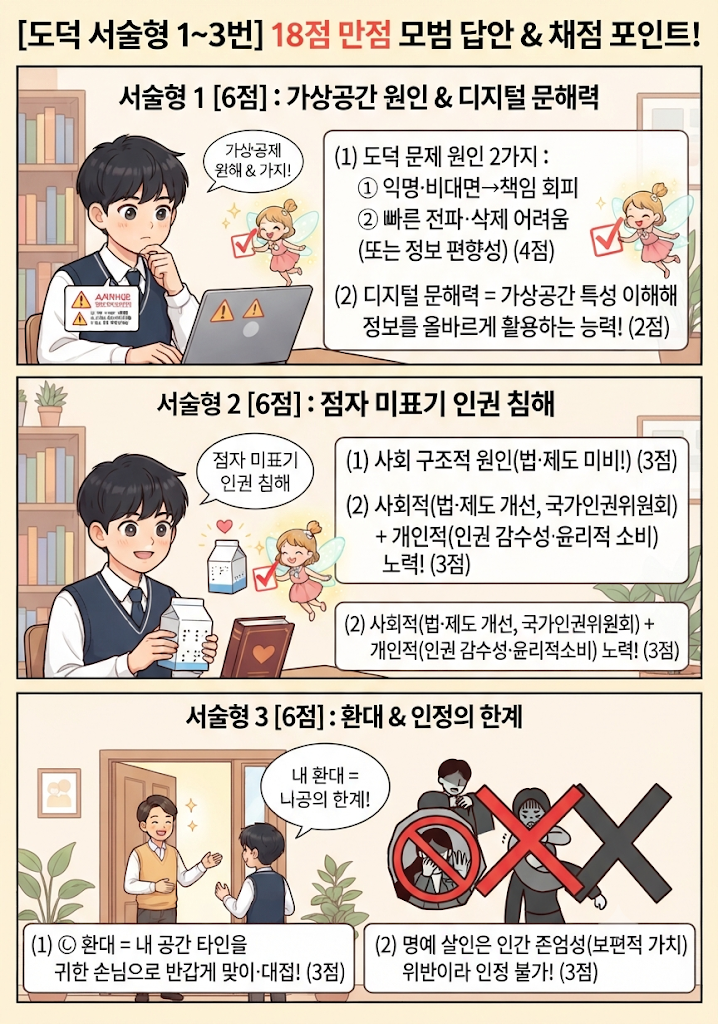 [도덕 서술형 1~3번] 18점 만점 모범 답안 & 채점 포인트!
서술형 1 [6점] : 가상공간 원인 & 디지털 문해력
가상공제
원해 & 가지!
(1) 도덕 문제 원인 2가지 :
① 익명·비대면→책임 회피
② 빠른 전파·삭제 어려움
(또는 정보 편향성) (4점)
(2) 디지털 문해력 = 가상공간 특성 이해해
정보를 올바르게 활용하는 능력! (2점)
서술형 2 [6점] : 점자 미표기 인권 침해
점자 미표기
인권 침해
(1) 사회 구조적 원인(법·제도 미비!) (3점)
(2) 사회적(법·제도 개선, 국가인권위원회)
+ 개인적(인권 감수성·윤리적 소비)
노력! (3점)
(2) 사회적(법·제도 개선, 국가인권위원회) +
개인적(인권 감수성·윤리적소비) 노력! (3점)
서술형 3 [6점] : 환대 & 인정의 한계
내 환대 =
나공의 한계!
(1) ㉡ 환대 = 내 공간 타인을
귀한 손님으로 반갑게 맞이·대접! (3점)
(2) 명예 살인은 인간 존엄성(보편적 가치)
위반이라 인정 불가! (3점)